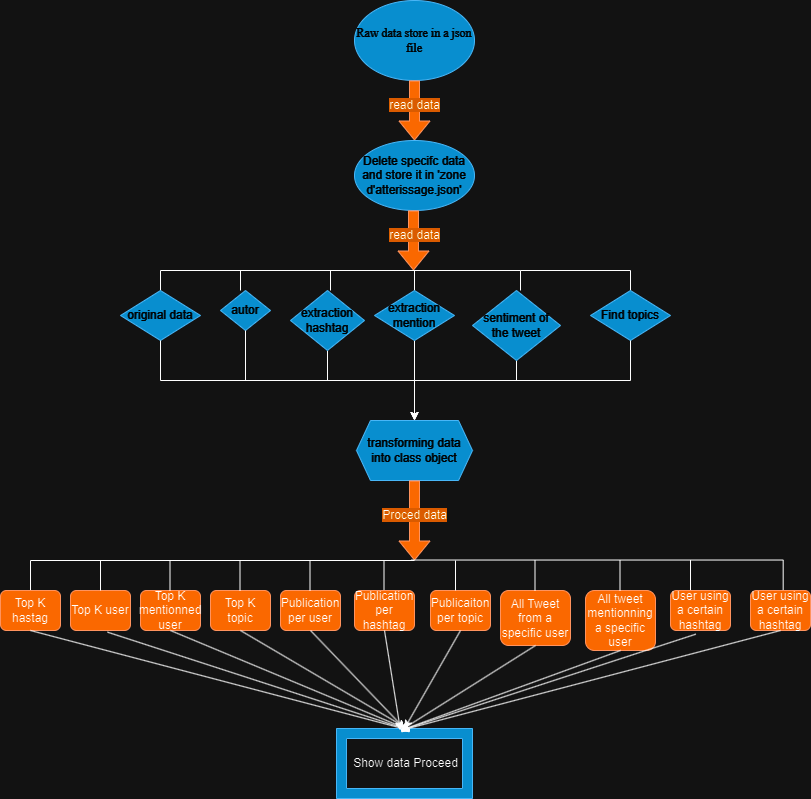 Raw data store in a json
file
read data
Delete specifc data
and store it in 'zone
d'atterissage.json'
read data
original data
autor
extraction
hashtag
extraction
mention
sentiment of
the tweet
Find topics
transforming data
into class object
Proced data
Top K
hastag
Top K user
Top K
mentionned
user
Top K
topic
Publication
per user
Publication
per
hashtag
Publicaiton
per topic
All Tweet
from a
specific user
All tweet
mentionning
a specific
user
User using
a certain
hashtag
User using
a certain
hashtag
Show data Proceed